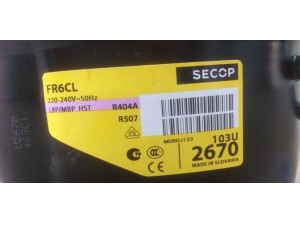 SECOP
FR6CL
220-240V~50Hz
LBP/MBP HST
R404A
R507
103U
2670
MADE IN SLOVAKIA